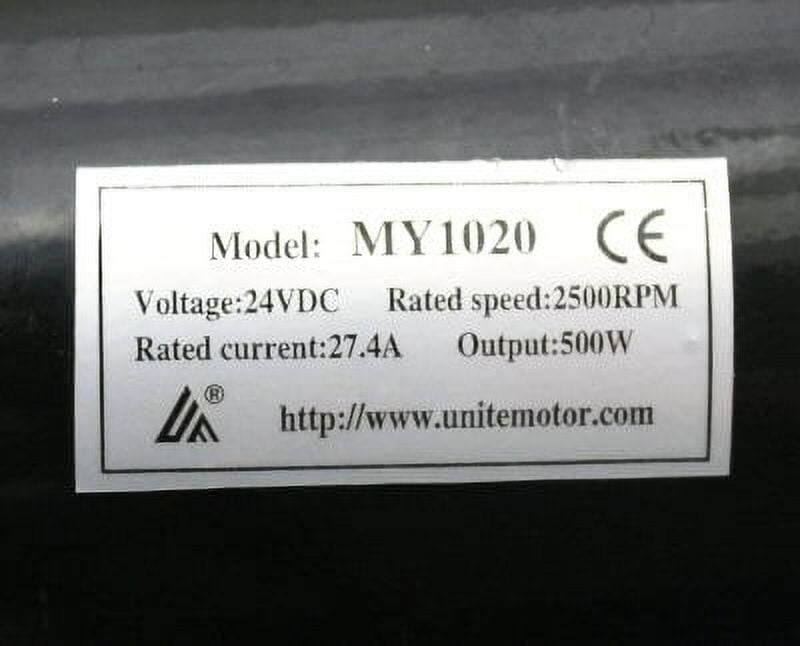 Model: MY1020 CE
Voltage:24VDC Rated speed:2500RPM
Rated current:27.4A Output:500W
® http://www.unitemotor.com